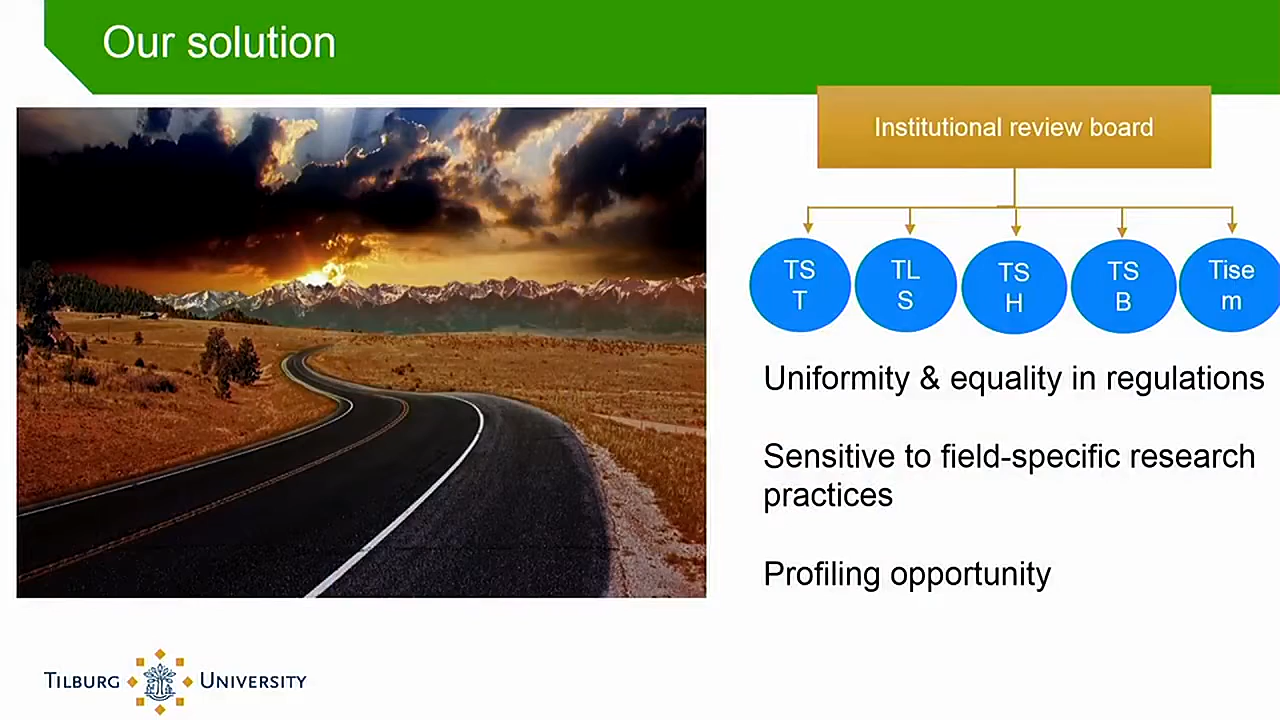 Our solution
Institutional review board
TS
T
TL
S
TS
H
TS
B
Tise
m
Uniformity & equality in regulations
Sensitive to field-specific research
practices
Profiling opportunity
TILBURG UNIVERSITY